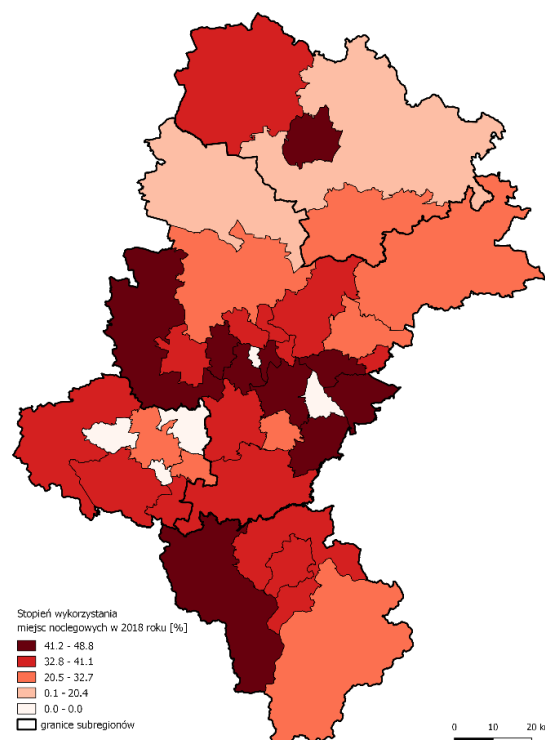 Stopień wykorzystania
miejsc noclegowych w 2018 roku [%]
41.2 - 48.8
32.8 - 41.1
20.5 - 32.7
0.1 - 20.4
0.0 - 0.0
granice subregionów
0 10 20